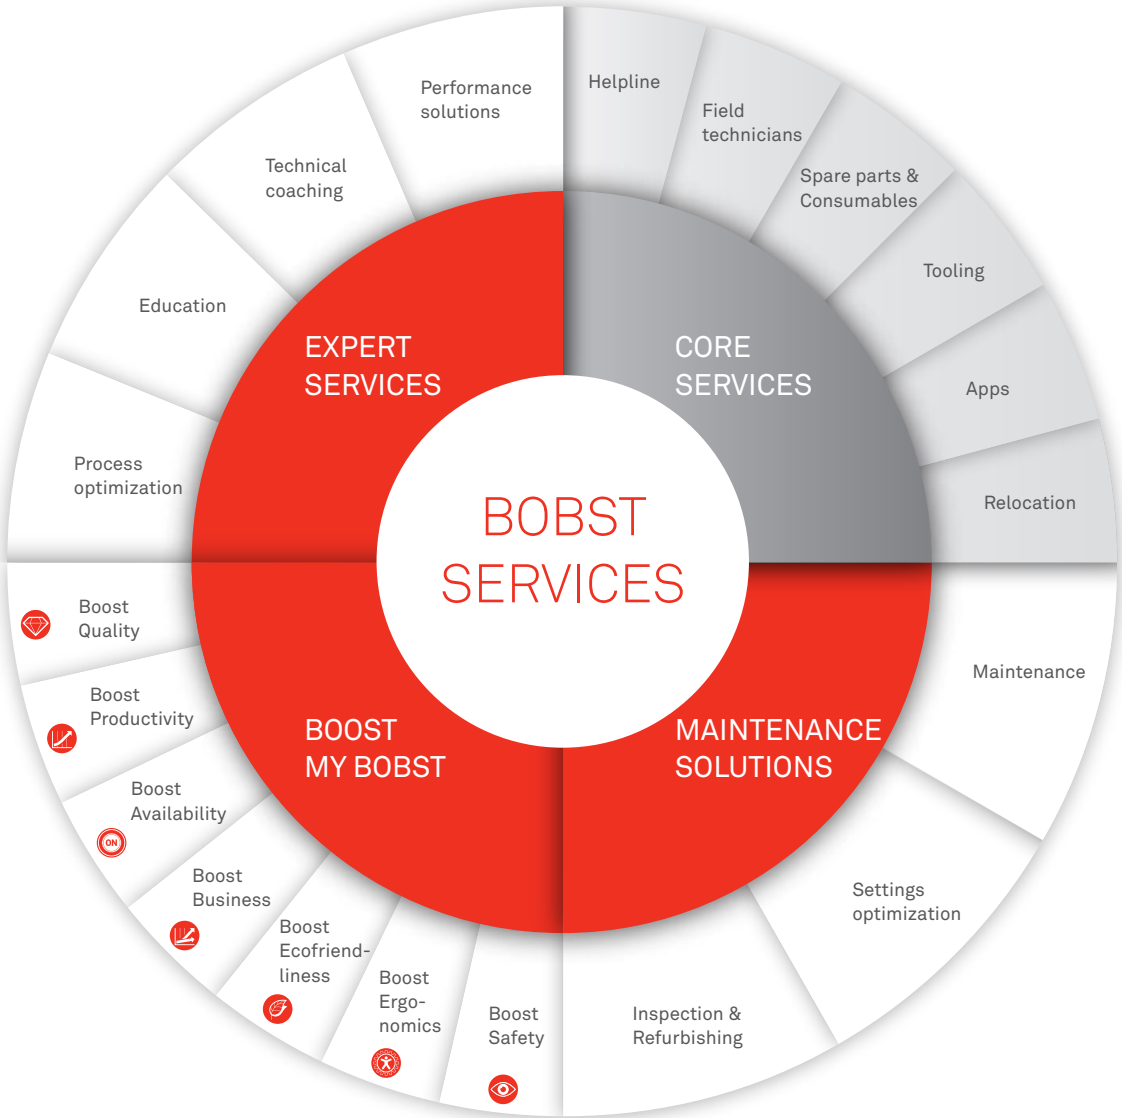 BOBST
SERVICES
CORE
SERVICES
Helpline
Field
technicians
Spare parts &
Consumables
Tooling
Apps
Relocation
MAINTENANCE
SOLUTIONS
Maintenance
Settings
optimization
Inspection &
Refurbishing
BOOST
MY BOBST
Boost
Safety
Boost
Ergo-
nomics
Boost
Ecofriend-
liness
Boost
Business
Boost
Availability
ON
Boost
Productivity
Boost
Quality
EXPERT
SERVICES
Process
optimization
Education
Technical
coaching
Performance
solutions